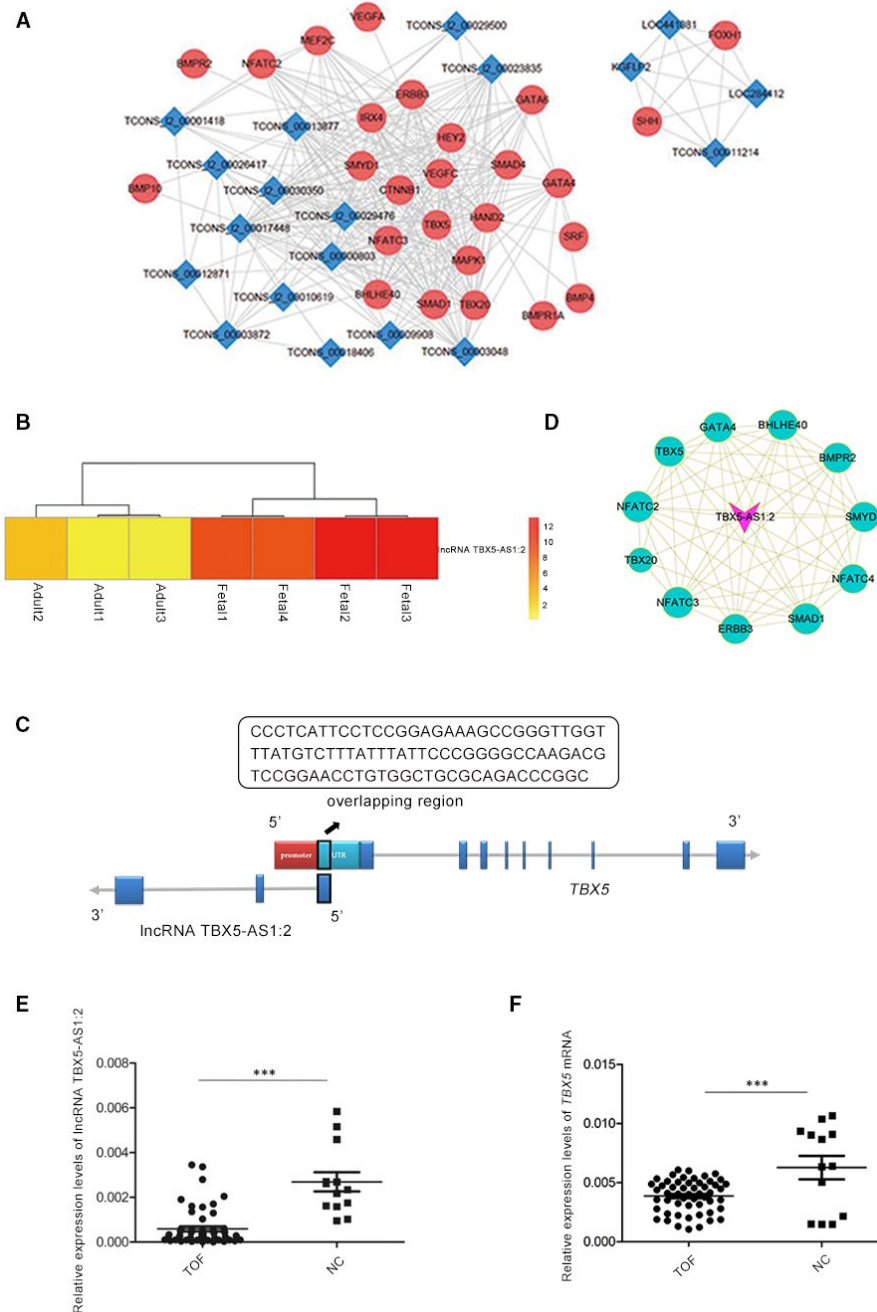 A
VEGFA
TCONS_l2_00029500
MEF2C
BMPR2
NFATC2
TCONS_l2_00023835
ERBB3
GATA6
TCONS_l2_00001418
TCONS_00013877
IRX4
HEY2
TCONS_l2_00026417
SMYD1
VEGFC
SMAD4
BMP10
TCONS_l2_00030350
CTNNB1
GATA4
TCONS_l2_00029476
TCONS_l2_00017448
TBX5
HAND2
NFATC3
SRF
TCONS_00000803
MAPK1
TCONS_00012871
TCONS_l2_00010619
BHLHE40
SMAD1
TBX20
BMP4
BMPR1A
TCONS_00003872
TCONS_00009908
TCONS_00018406
TCONS_00003048
LOC441081
FOXH1
KGFLP2
LOC284412
SHH
TCONS_00011214
B
lncRNA TBX5-AS1:2
12
10
8
6
4
2
Adult2
Adult1
Adult3
Fetal1
Fetal4
Fetal2
Fetal3
D
GATA4
BHLHE40
TBX5
BMPR2
NFATC2
TBX5-AS1:2
SMYD
TBX20
NFATC4
NFATC3
SMAD1
ERBB3
C
CCCTCATTCCTCCGGAGAAAGCCGGGTTGGT
TTATGTCTTTATTTATTCCCGGGGCCAAGACG
TCCGGAACCTGTGGCTGCGCAGACCCGGC
overlapping region
5’
3’
promoter
UTR
TBX5
3’
5’
lncRNA TBX5-AS1:2
E
Relative expression levels of lncRNA TBX5-AS1:2
0.008
0.006
0.004
0.002
0.000
***
TOF
NC
F
Relative expression levels of TBX5 mRNA
0.015
0.010
0.005
0.000
***
TOF
NC